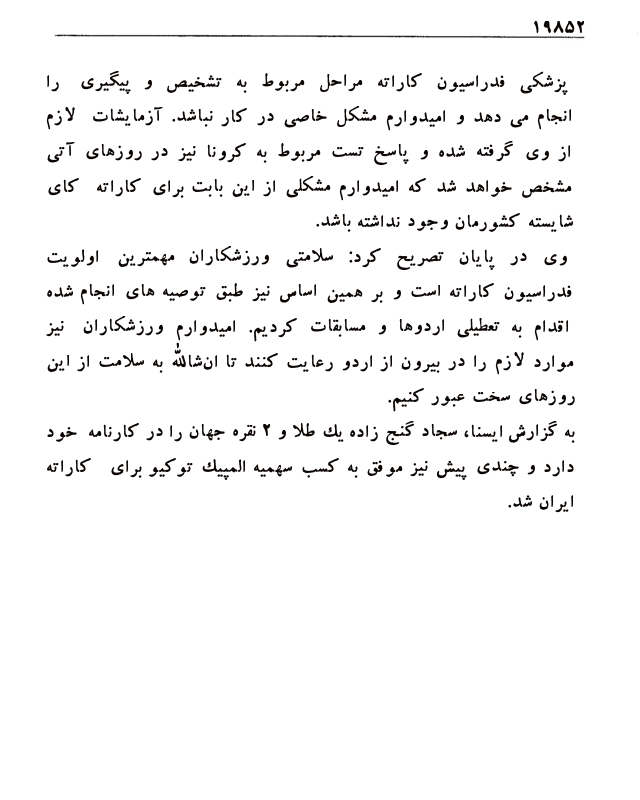 ۱۹۸۵۲
پزشکی فدراسیون کاراته مراحل مربوط به تشخیص و پیگیری را
انجام می دهد و امیدوارم مشکل خاصی در کار نباشد. آزمایشات لازم
از وی گرفته شده و پاسخ تست مربوط به کرونا نیز در روزهای آتی
مشخص خواهد شد که امیدوارم مشکلی از این بابت برای کاراته کای
شایسته کشورمان وجود نداشته باشد.
وی در پایان تصریح کرد: سلامتی ورزشکاران مهمترین اولویت
فدراسیون کاراته است و بر همین اساس نیز طبق توصیه های انجام شده
اقدام به تعطیلی اردوها و مسابقات کردیم. امیدوارم ورزشکاران نیز
موارد لازم را در بیرون از اردو رعایت کنند تا ان‌شالله به سلامت از این
روزهای سخت عبور کنیم.
به گزارش ایسنا، سجاد گنج زاده یك طلا و ۲ نقره جهان را در کارنامه خود
دارد و چندی پیش نیز موفق به کسب سهمیه المپیك توکیو برای کاراته
ایران شد.